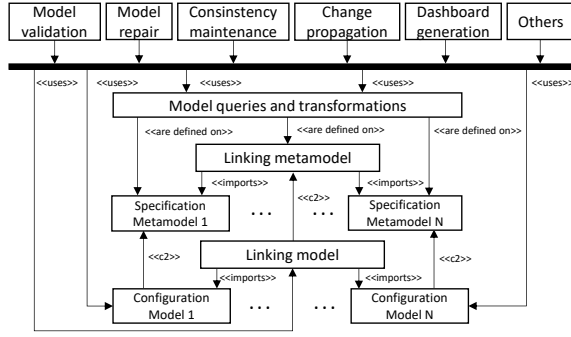 Model validation
Model repair
Consinstency maintenance
Change propagation
Dashboard generation
Others
<<uses>>
<<uses>>
<<uses>>
<<uses>>
<<uses>>
Model queries and transformations
<<are defined on>>
<<are defined on>>
<<are defined on>>
Linking metamodel
<<imports>>
<<imports>>
<<c2>>
Specification Metamodel 1
. . .
. . .
Specification Metamodel N
<<c2>>
Linking model
<<c2>>
<<imports>>
<<imports>>
Configuration Model 1
. . .
. . .
Configuration Model N